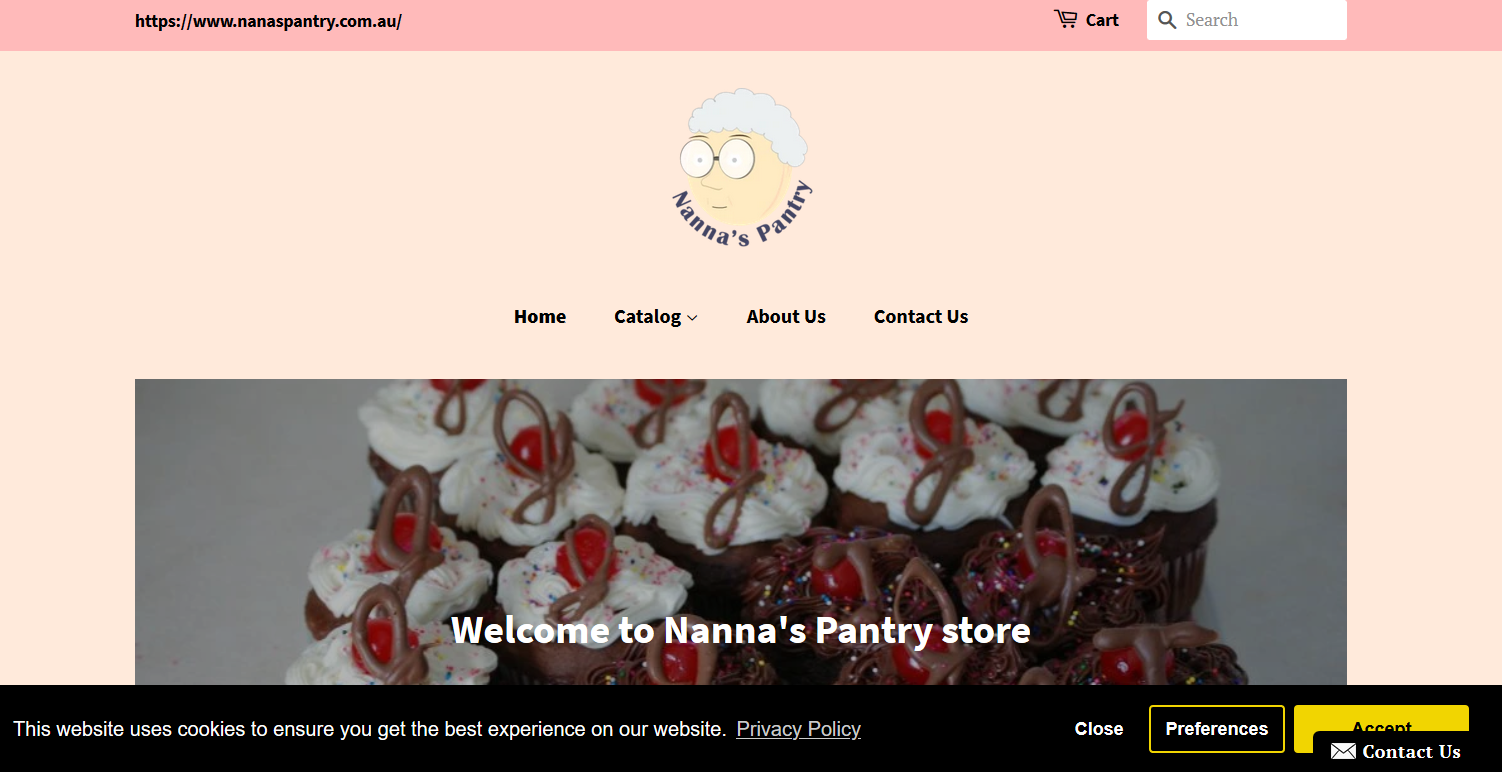 https://www.nanaspantry.com.au/
Cart
Search
Nanna's Pantry
Home
Catalog
About Us
Contact Us
Welcome to Nanna's Pantry store
This website uses cookies to ensure you get the best experience on our website. Privacy Policy
Close
Preferences
Accept
Contact Us